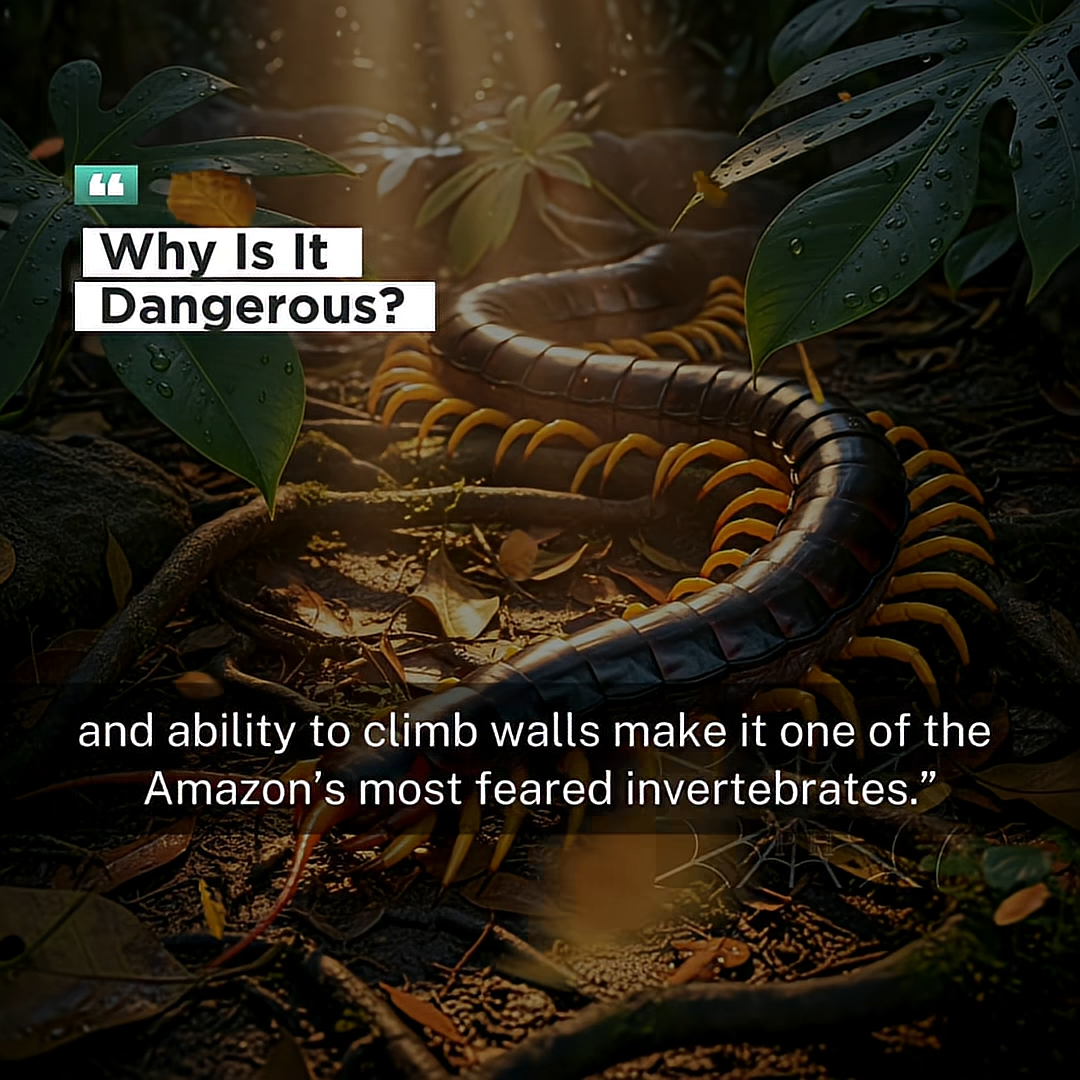 ❝
Why Is It
Dangerous?
and ability to climb walls make it one of the
Amazon’s most feared invertebrates.”